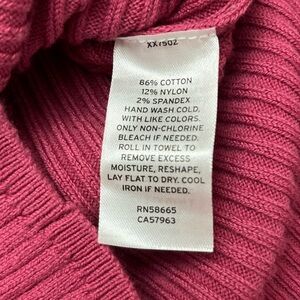 XX7502
86% COTTON
12% NYLON
2% SPANDEX
HAND WASH COLD,
WITH LIKE COLORS.
ONLY NON-CHLORINE
BLEACH IF NEEDED.
ROLL IN TOWEL TO
REMOVE EXCESS
MOISTURE, RESHAPE,
LAY FLAT TO DRY. COOL
IRON IF NEEDED.
RN58665
CA57963